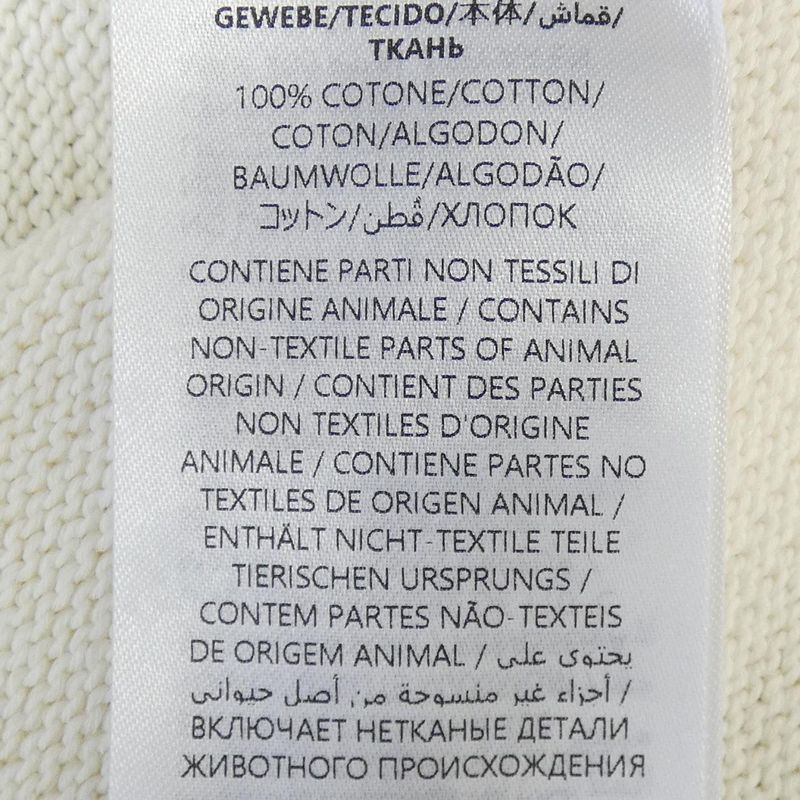 GEWEBE/TECIDO/本体/قماش/
ТКАНЬ
100% COTONE/COTTON/
COTON/ALGODON/
BAUMWOLLE/ALGODÃO/
コットン/قُطن/ХЛОПОК
CONTIENE PARTI NON TESSILI DI
ORIGINE ANIMALE / CONTAINS
NON-TEXTILE PARTS OF ANIMAL
ORIGIN / CONTIENT DES PARTIES
NON TEXTILES D'ORIGINE
ANIMALE / CONTIENE PARTES NO
TEXTILES DE ORIGEN ANIMAL /
ENTHÄLT NICHT-TEXTILE TEILE
TIERISCHEN URSPRUNGS /
CONTEM PARTES NÃO-TEXTEIS
DE ORIGEM ANIMAL / يحتوى على
أجزاء غير منسوجة من أصل حيوانى /
ВКЛЮЧАЕТ НЕТКАНЫЕ ДЕТАЛИ
ЖИВОТНОГО ПРОИСХОЖДЕНИЯ